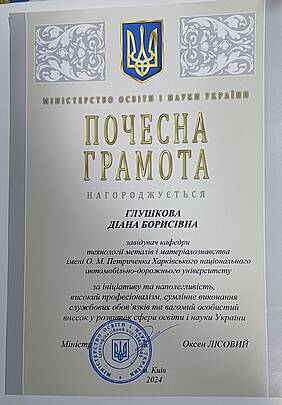 МІНІСТЕРСТВО ОСВІТИ І НАУКИ УКРАЇНИ
ПОЧЕСНА
ГРАМОТА
НАГОРОДЖУЄТЬСЯ
ГЛУШКОВА
ДІАНА БОРИСІВНА
завідувач кафедри
технології металів і матеріалознавства
імені О. М. Петриченка Харківського національного
автомобільно-дорожнього університету
за ініціативу та наполегливість,
високий професіоналізм, сумлінне виконання
службових обов'язків та вагомий особистий
внесок у розвиток сфери освіти і науки України
Міністр Оксен ЛІСОВИЙ
м. Київ
2024